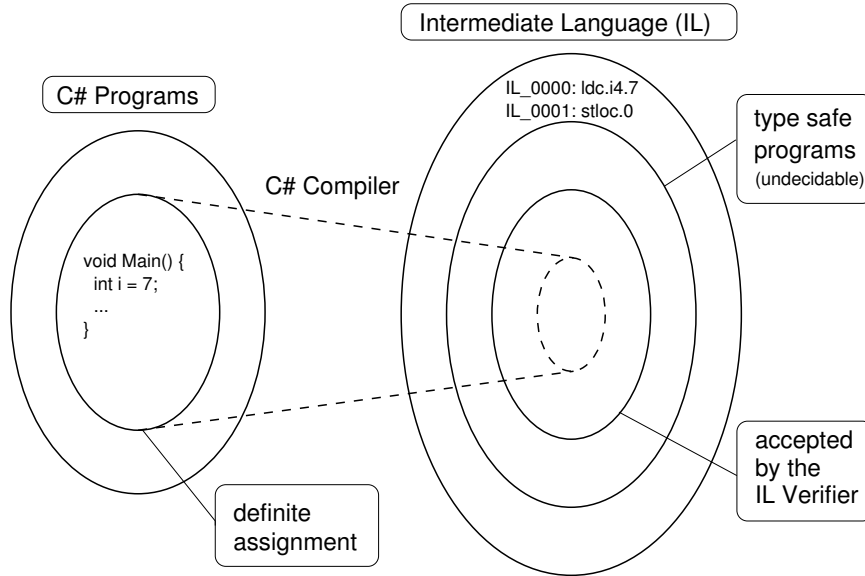 Intermediate Language (IL)
C# Programs
IL_0000: ldc.i4.7
IL_0001: stloc.0
type safe
programs
(undecidable)
C# Compiler
void Main() {
int i = 7;
...
}
definite
assignment
accepted
by the
IL Verifier